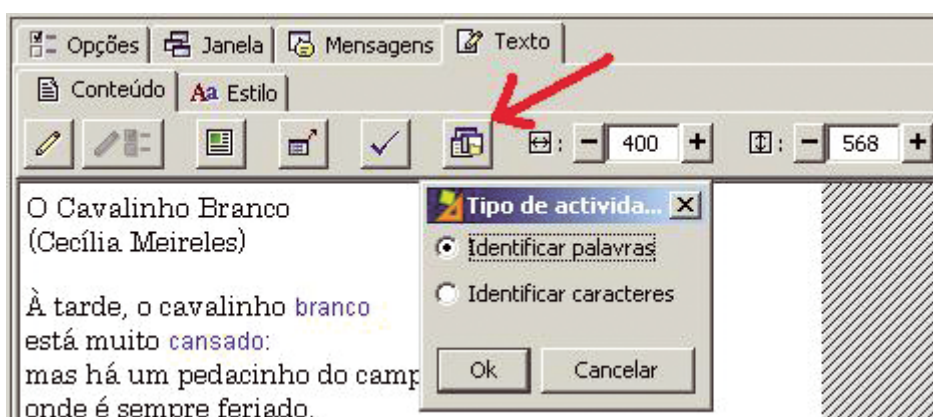 Opções Janela Mensagens Texto
Conteúdo Aa Estilo
: - 400 + : - 568 +
O Cavalinho Branco
(Cecília Meireles)
À tarde, o cavalinho branco
está muito cansado:
mas há um pedacinho do camp
onde é sempre feriado.
Tipo de activida...
Identificar palavras
Identificar caracteres
Ok Cancelar